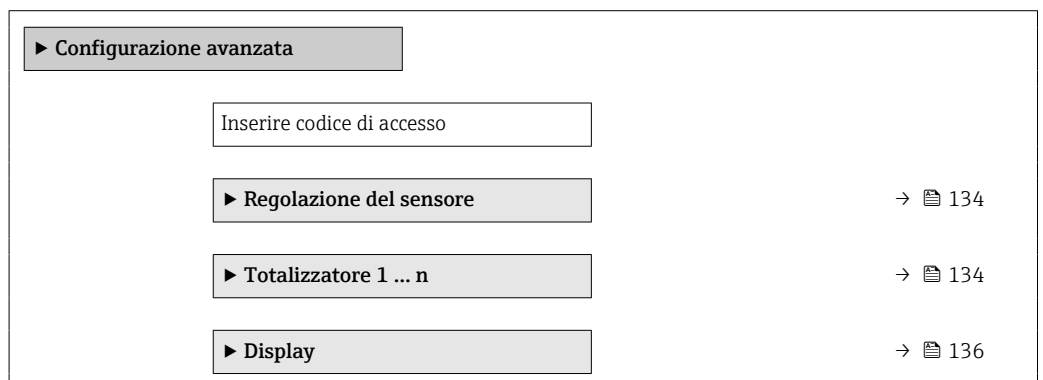 ▶ Configurazione avanzata
Inserire codice di accesso
▶ Regolazione del sensore → 134
▶ Totalizzatore 1 … n → 134
▶ Display → 136